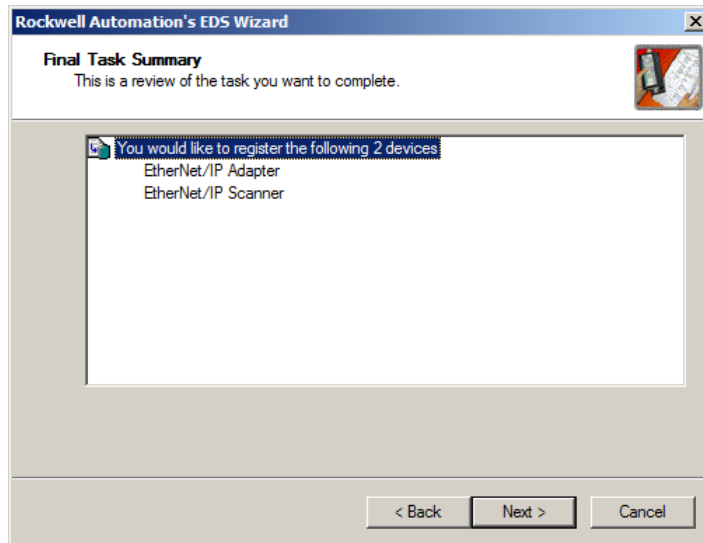 Rockwell Automation's EDS Wizard
Final Task Summary
This is a review of the task you want to complete.
You would like to register the following 2 devices
EtherNet/IP Adapter
EtherNet/IP Scanner
< Back
Next >
Cancel